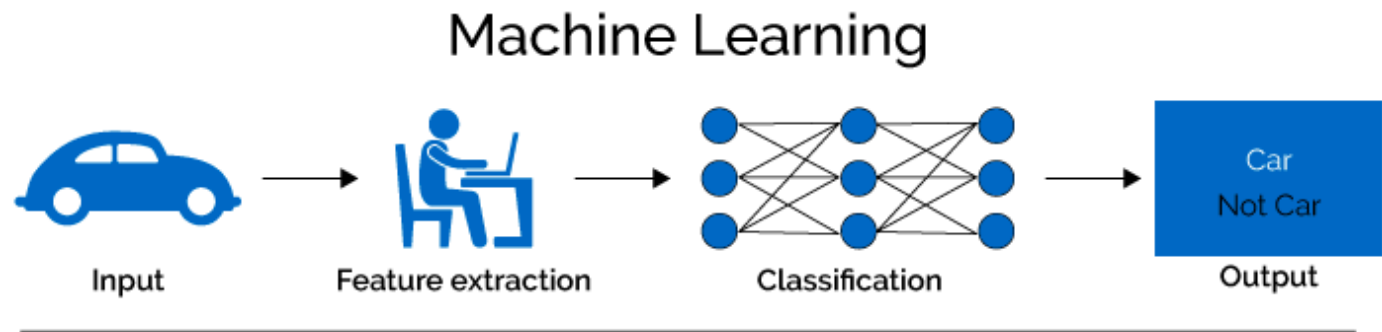 Machine Learning
Car
Not Car
Input
Feature extraction
Classification
Output